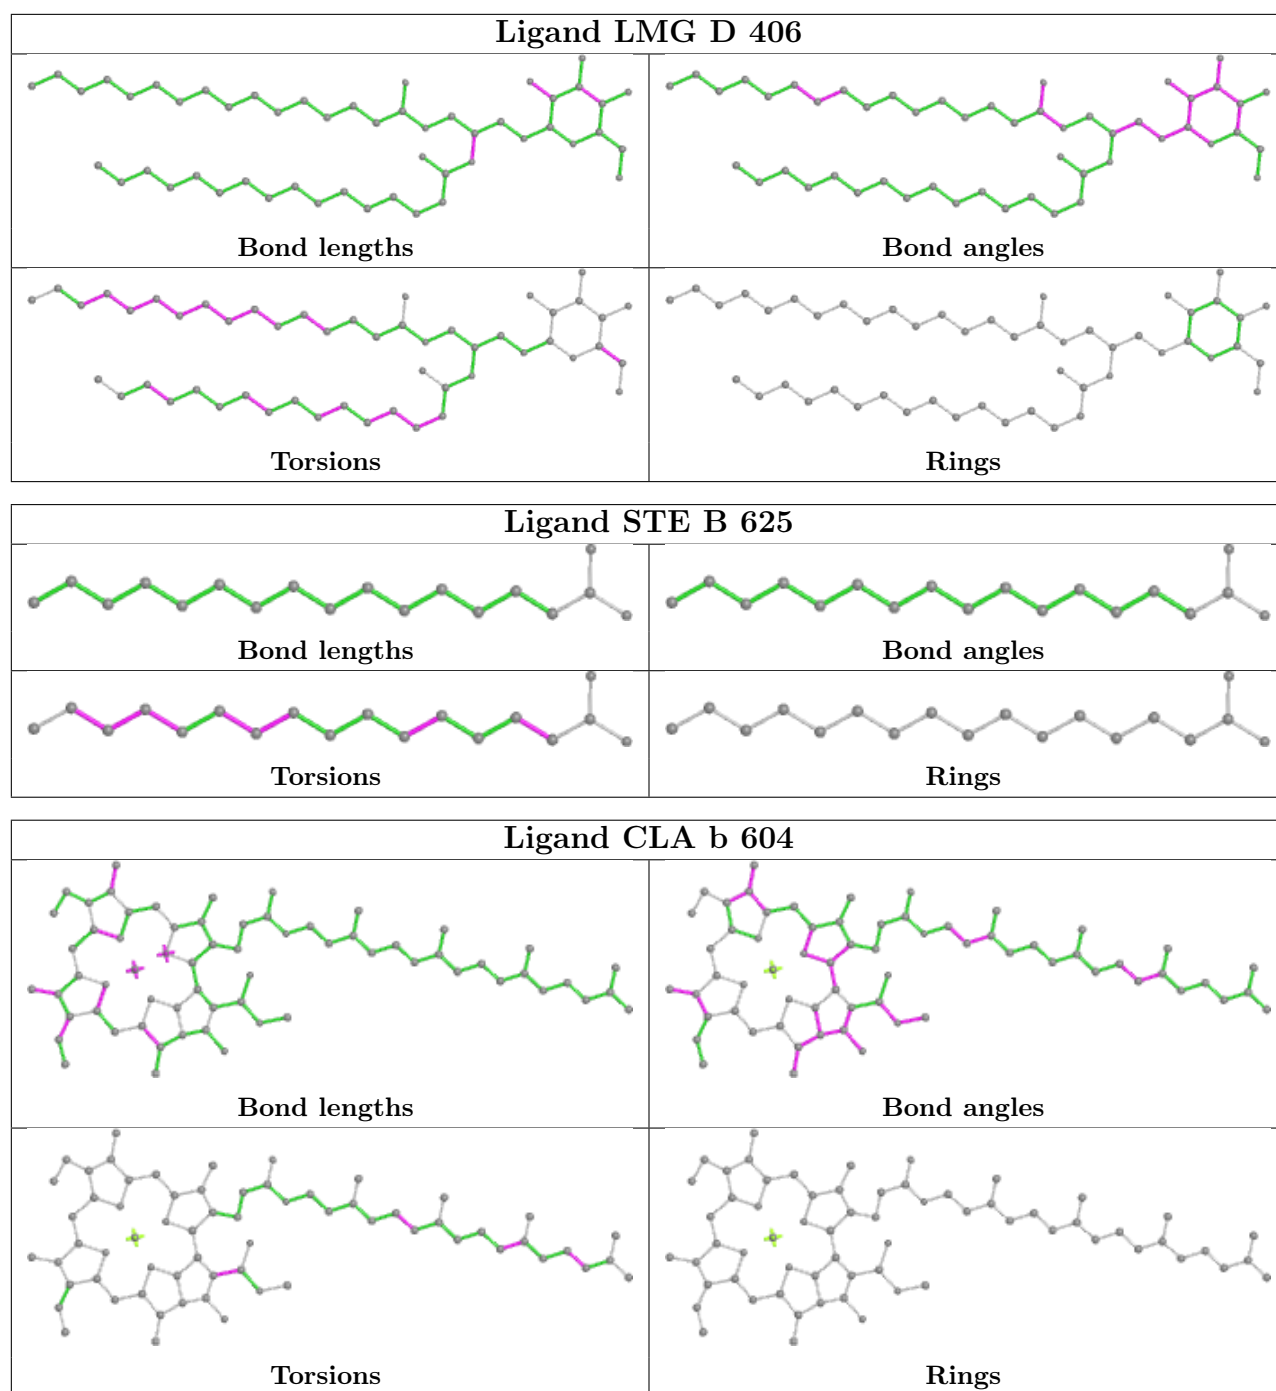 Ligand LMG D 406
Bond lengths
Bond angles
Torsions
Rings
Ligand STE B 625
Bond lengths
Bond angles
Torsions
Rings
Ligand CLA b 604
Bond lengths
Bond angles
Torsions
Rings